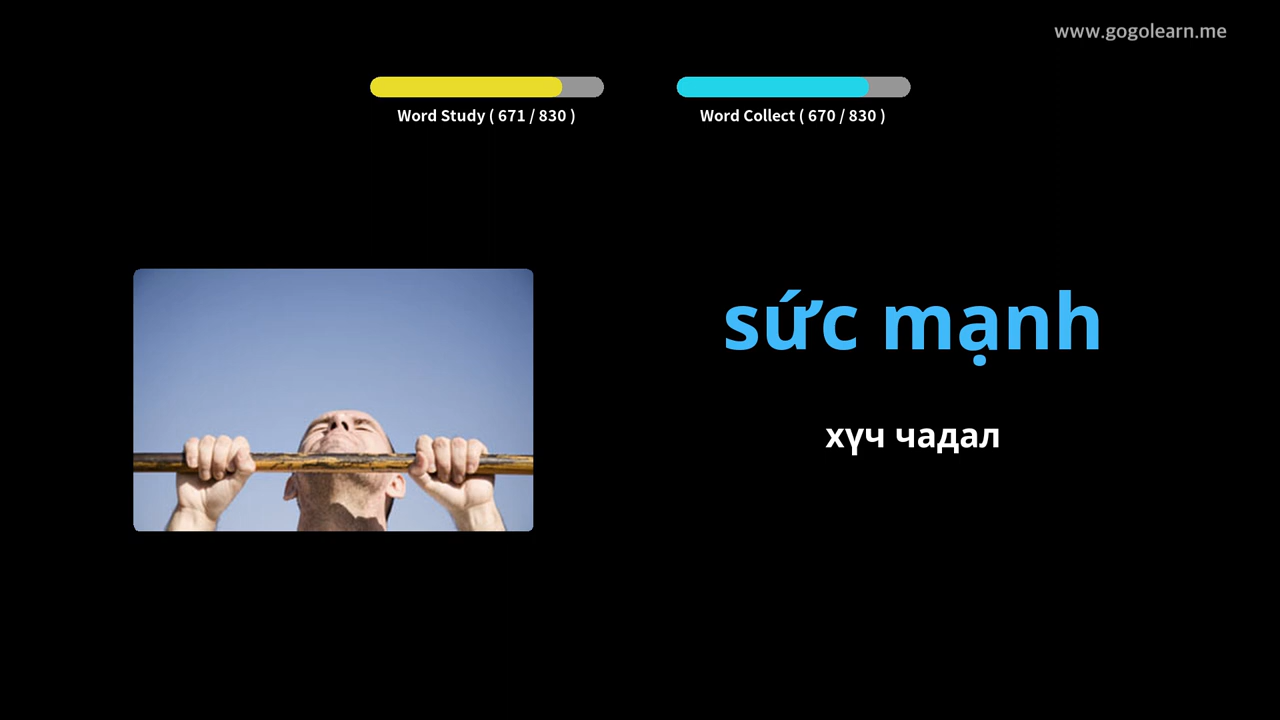 www.gogolearn.me
Word Study ( 671 / 830 )
Word Collect ( 670 / 830 )
sức mạnh
хүч чадал